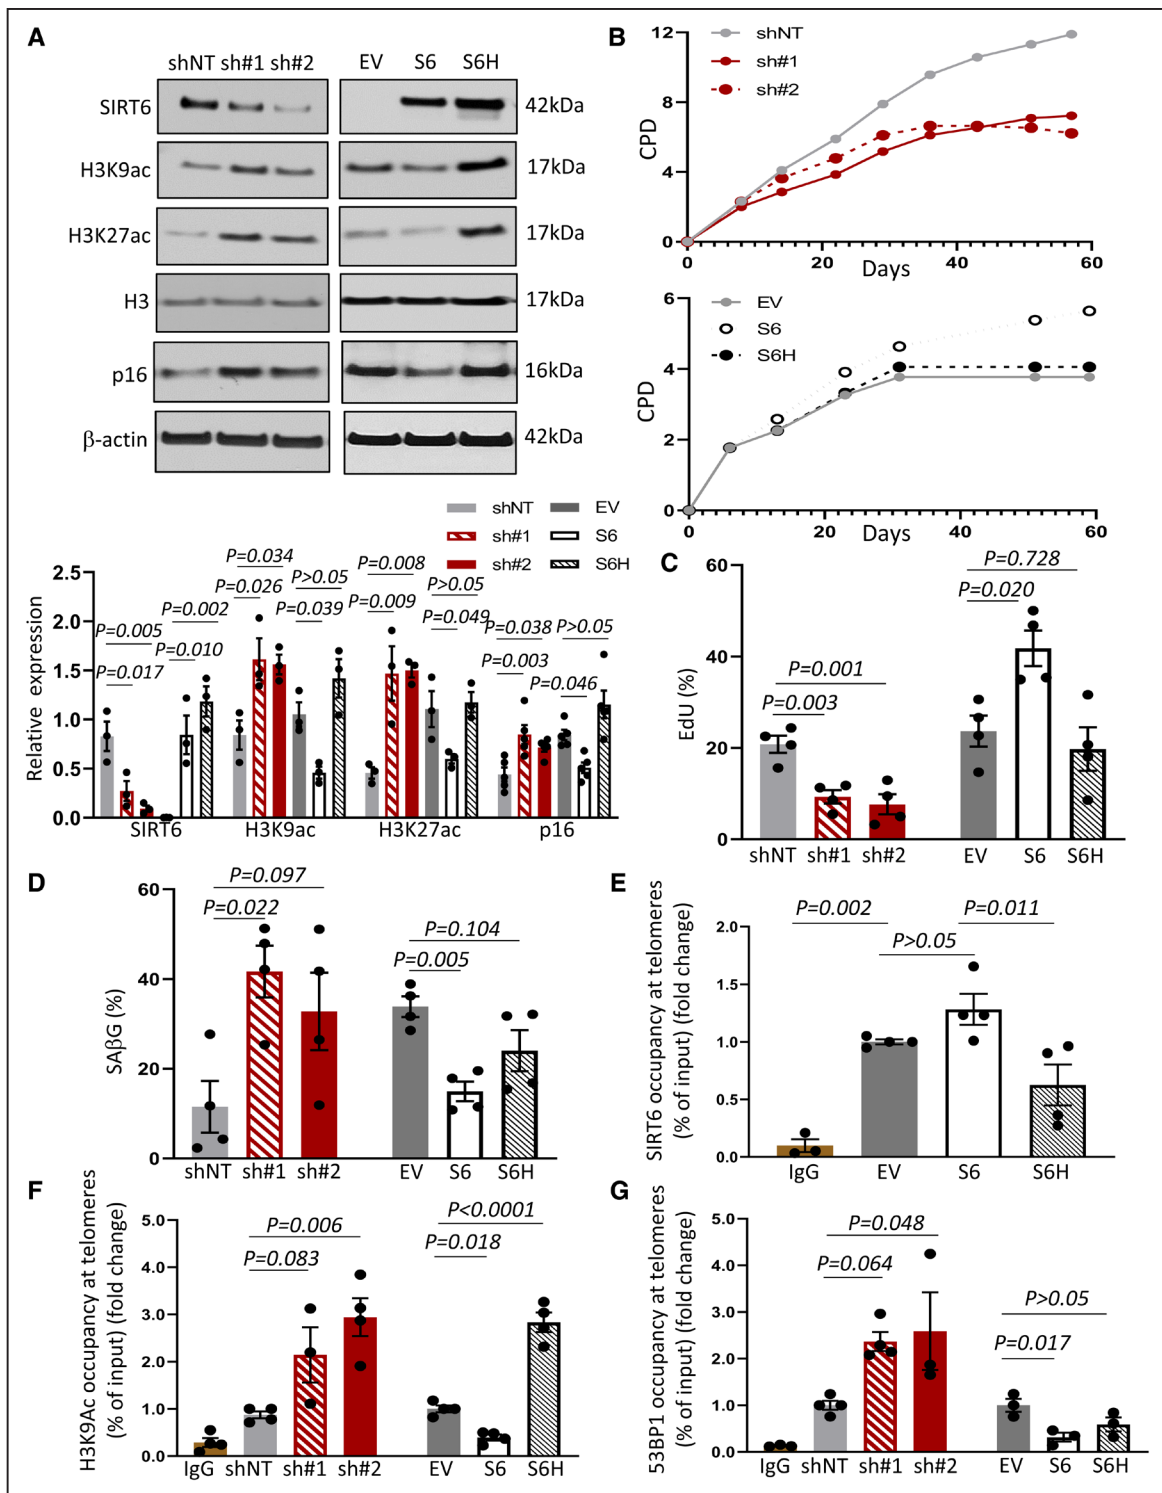 A
shNT sh#1 sh#2 EV S6 S6H
SIRT6 42kDa
H3K9ac 17kDa
H3K27ac 17kDa
H3 17kDa
p16 16kDa
β-actin 42kDa
shNT EV
sh#1 S6
sh#2 S6H
Relative expression
2.5
2.0
1.5
1.0
0.5
0.0
P=0.005
P=0.017
P=0.002
P=0.010
P=0.034
P=0.026
P>0.05
P=0.039
P=0.008
P=0.009
P>0.05
P=0.049
P=0.038
P=0.003
P>0.05
P=0.046
SIRT6 H3K9ac H3K27ac p16
B
CPD
12
8
4
0
shNT
sh#1
sh#2
0 20 40 60
Days
CPD
6
4
2
0
EV
S6
S6H
0 20 40 60
Days
C
EdU (%)
60
40
20
0
P=0.728
P=0.020
P=0.001
P=0.003
shNT sh#1 sh#2 EV S6 S6H
D
SAβG (%)
60
40
20
0
P=0.097
P=0.022
P=0.104
P=0.005
shNT sh#1 sh#2 EV S6 S6H
E
SIRT6 occupancy at telomeres
(% of input) (fold change)
2.0
1.5
1.0
0.5
0.0
P=0.002
P=0.011
P>0.05
IgG EV S6 S6H
F
H3K9Ac occupancy at telomeres
(% of input) (fold change)
5.0
4.0
3.0
2.0
1.0
0.0
P=0.006
P=0.083
P<0.0001
P=0.018
IgG shNT sh#1 sh#2 EV S6 S6H
G
53BP1 occupancy at telomeres
(% of input) (fold change)
5.0
4.0
3.0
2.0
1.0
0.0
P=0.048
P=0.064
P>0.05
P=0.017
IgG shNT sh#1 sh#2 EV S6 S6H